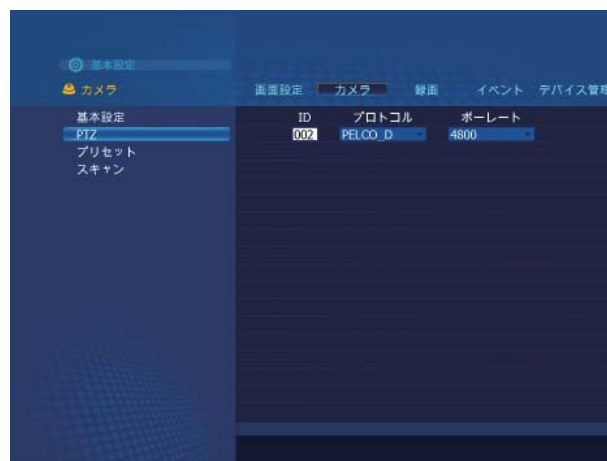 基本設定
カメラ
画面設定 カメラ 録画 イベント デバイス管理
基本設定
PTZ
プリセット
スキャン
ID プロトコル ボーレート
002 PELCO_D 4800